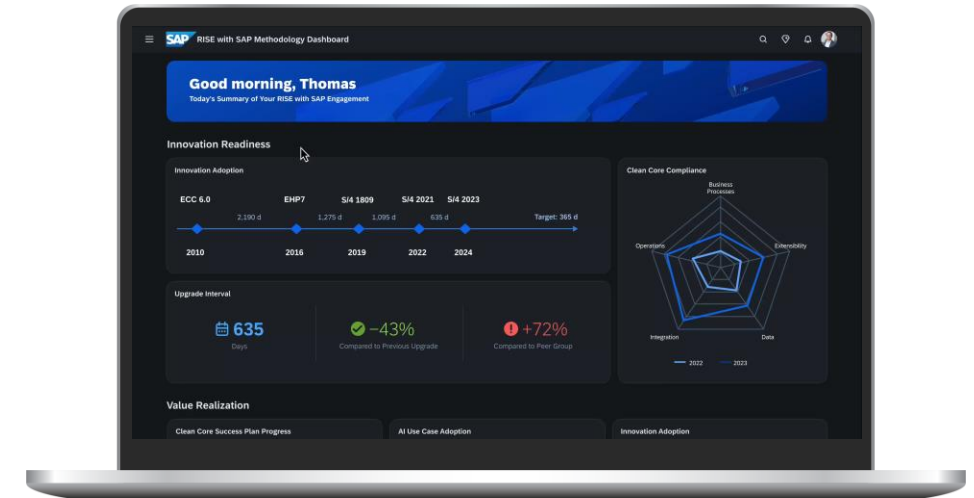 SAP RISE with SAP Methodology Dashboard
Good morning, Thomas
Today's Summary of Your RISE with SAP Engagement
Innovation Readiness
Innovation Adoption
ECC 6.0 EHP7 S/4 1809 S/4 2021 S/4 2023
2,190 d 1,275 d 1,095 d 635 d Target: 365 d
2010 2016 2019 2022 2024
Upgrade Interval
635
Days
−43%
Compared to Previous Upgrade
+72%
Compared to Peer Group
Clean Core Compliance
Business
Processes
Operations
Extensibility
Integration
Data
2022 2023
Value Realization
Clean Core Success Plan Progress
AI Use Case Adoption
Innovation Adoption